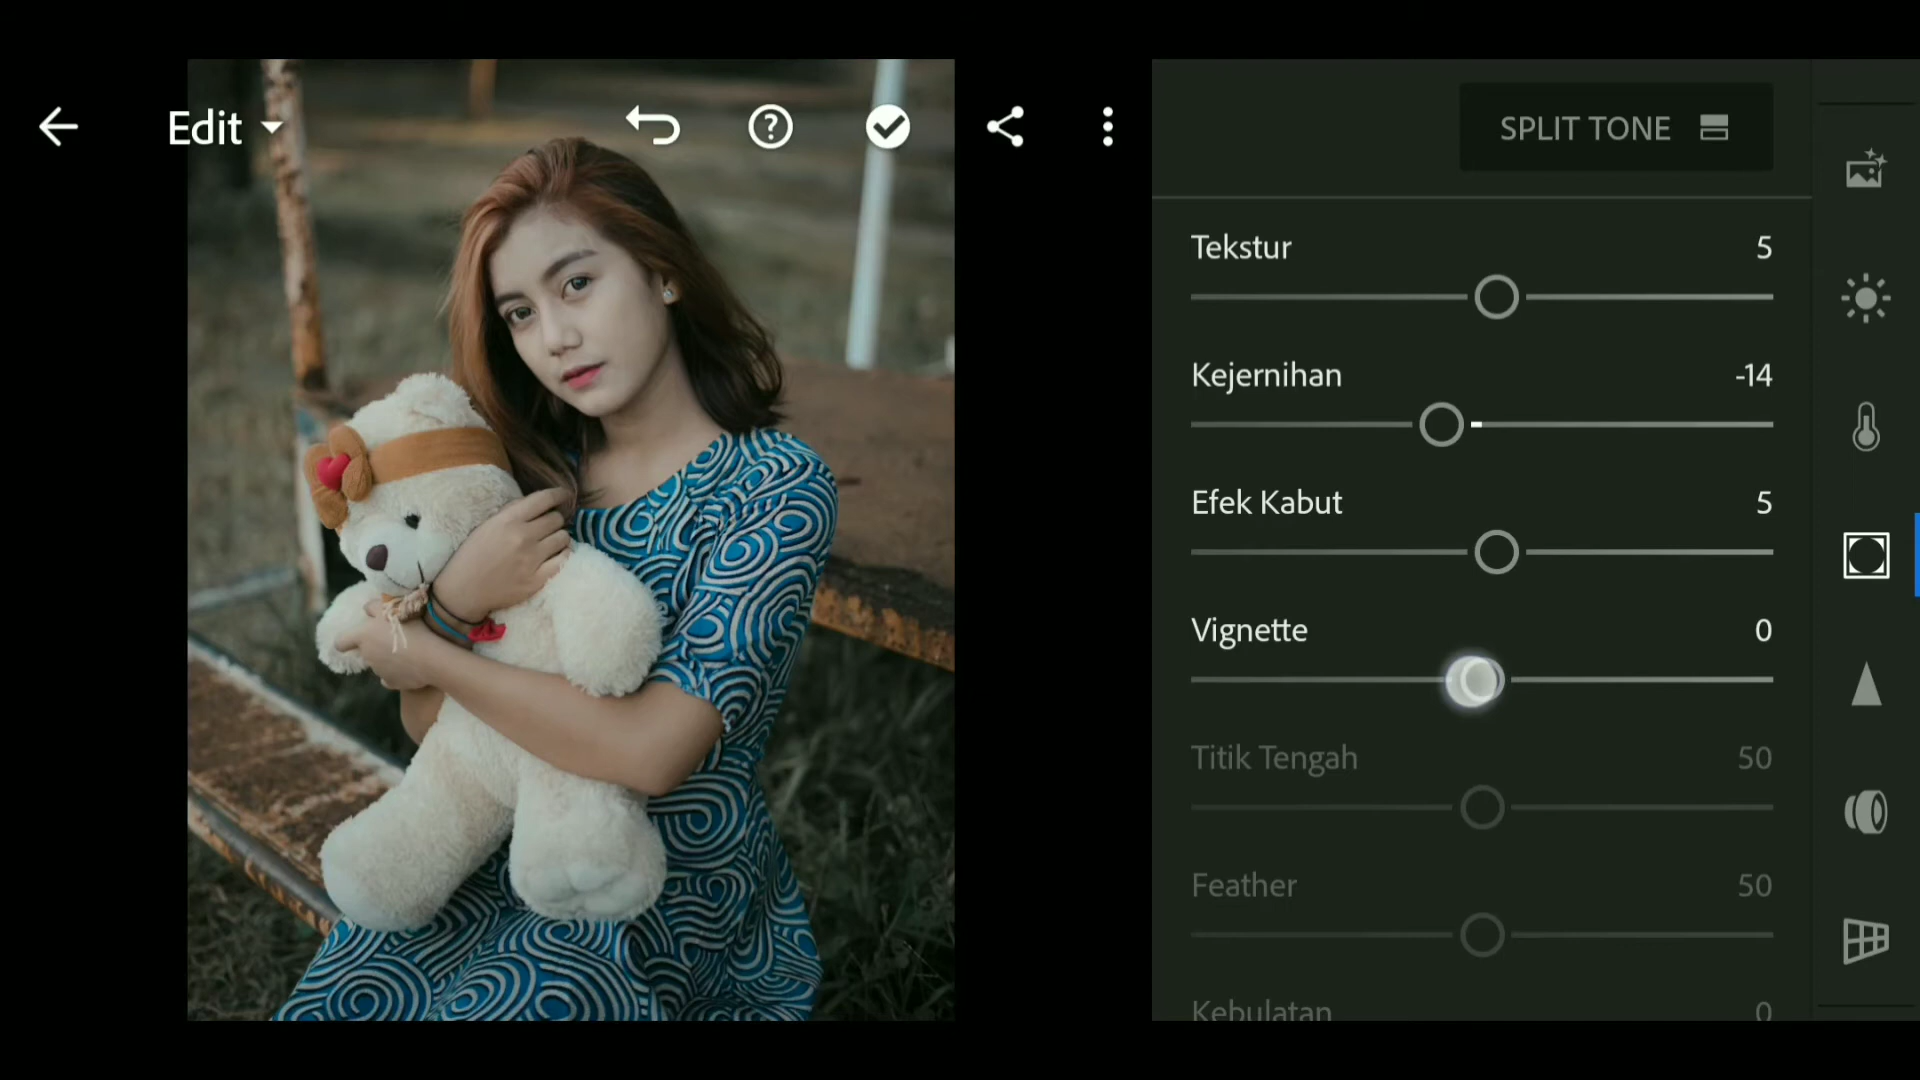 Edit
SPLIT TONE
Tekstur 5
Kejernihan -14
Efek Kabut 5
Vignette 0
Titik Tengah 50
Feather 50
Kebulatan 0